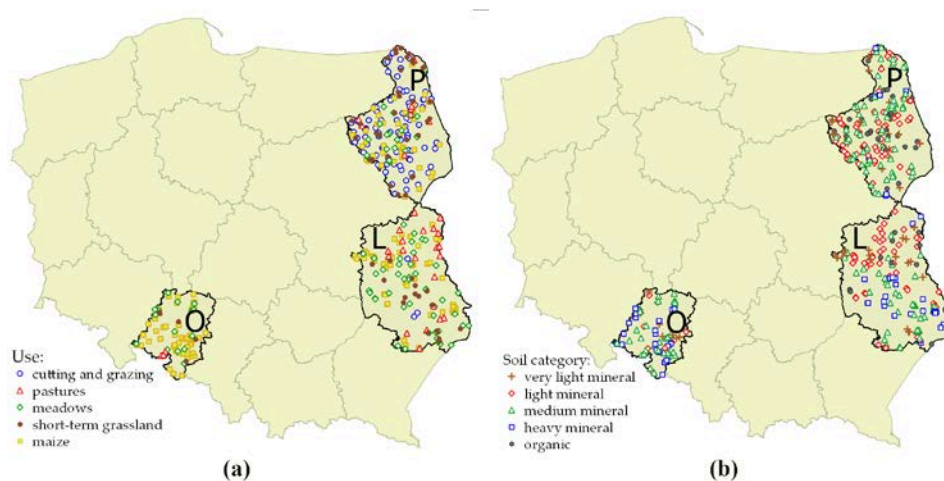 P
L
O
Use:
cutting and grazing
pastures
meadows
short-term grassland
maize
(a)
P
L
O
Soil category:
very light mineral
light mineral
medium mineral
heavy mineral
organic
(b)